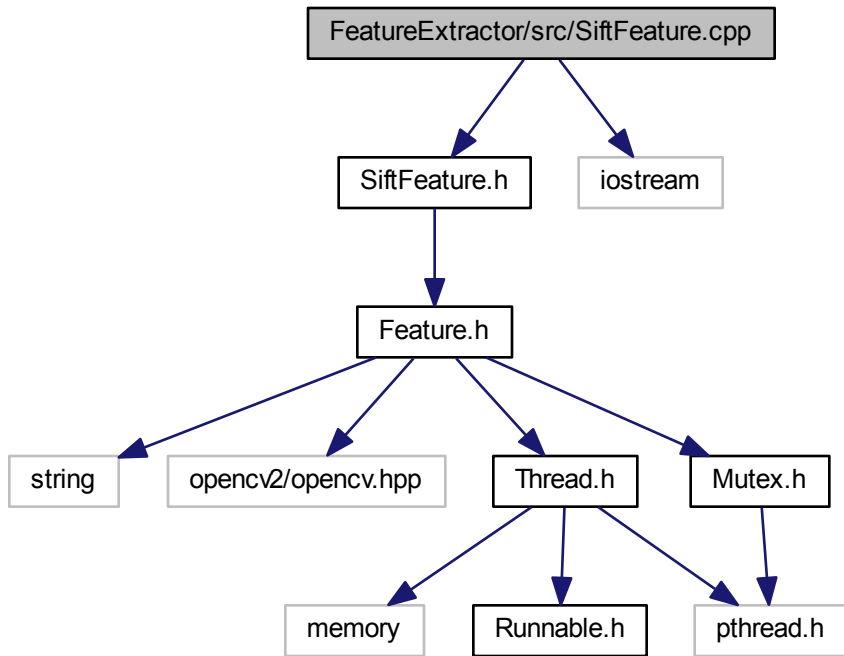 FeatureExtractor/src/SiftFeature.cpp
SiftFeature.h
iostream
Feature.h
string
opencv2/opencv.hpp
Thread.h
Mutex.h
memory
Runnable.h
pthread.h